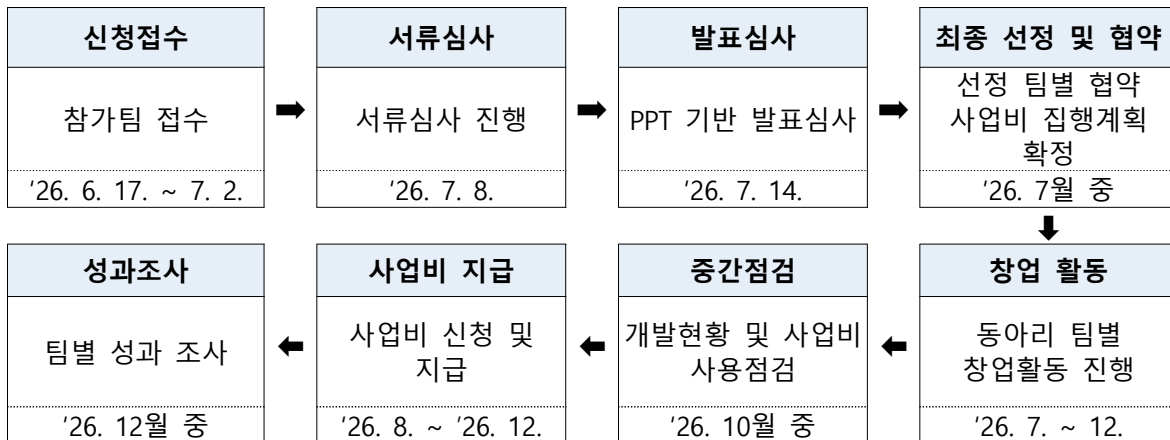 신청접수
참가팀 접수
'26. 6. 17. ~ 7. 2.
서류심사
서류심사 진행
'26. 7. 8.
발표심사
PPT 기반 발표심사
'26. 7. 14.
최종 선정 및 협약
선정 팀별 협약
사업비 집행계획
확정
'26. 7월 중
창업 활동
동아리 팀별
창업활동 진행
'26. 7. ~ 12.
중간점검
개발현황 및 사업비
사용점검
'26. 10월 중
사업비 지급
사업비 신청 및
지급
'26. 8. ~ '26. 12.
성과조사
팀별 성과 조사
'26. 12월 중